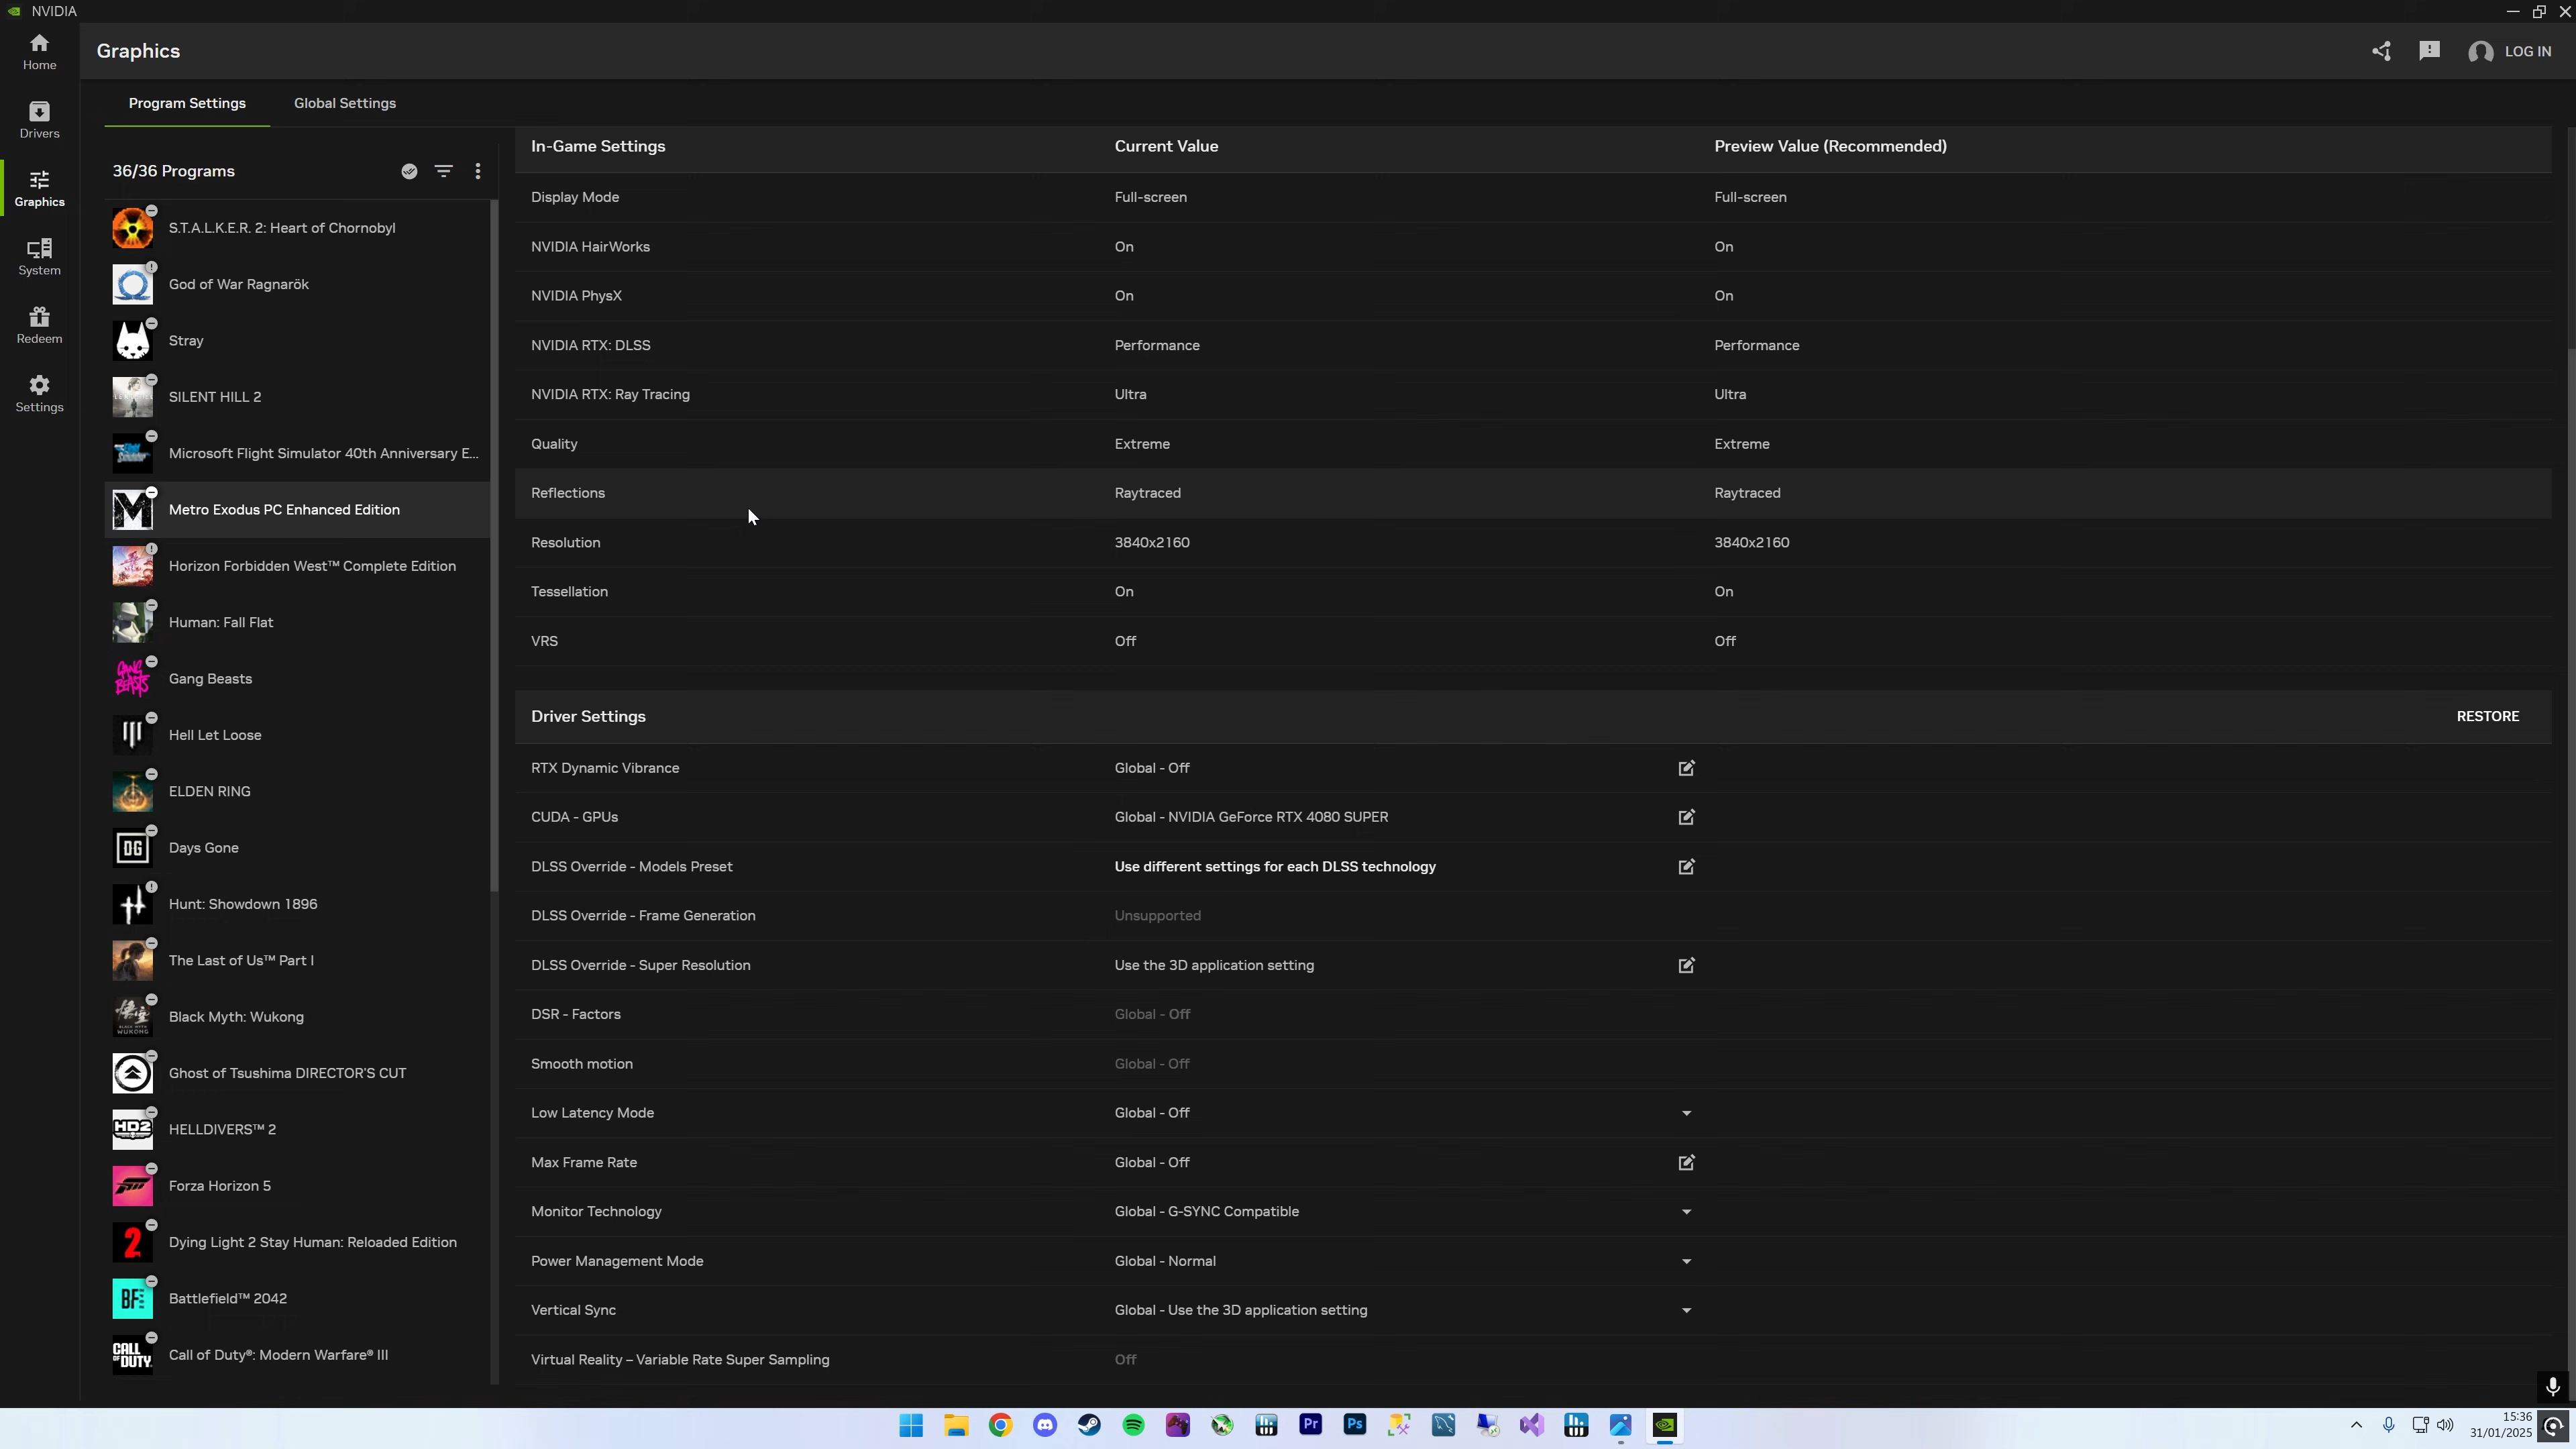 NVIDIA
Home
Drivers
Graphics
System
Redeem
Settings
Graphics
LOG IN
Program Settings
Global Settings
36/36 Programs
S.T.A.L.K.E.R. 2: Heart of Chornobyl
God of War Ragnarök
Stray
SILENT HILL 2
Microsoft Flight Simulator 40th Anniversary E...
Metro Exodus PC Enhanced Edition
Horizon Forbidden West™ Complete Edition
Human: Fall Flat
GANG BEASTS
Gang Beasts
Hell Let Loose
ELDEN RING
DG
Days Gone
Hunt: Showdown 1896
The Last of Us™ Part I
Black Myth: Wukong
Ghost of Tsushima DIRECTOR'S CUT
HD2
HELLDIVERS™ 2
Forza Horizon 5
2
Dying Light 2 Stay Human: Reloaded Edition
BF
Battlefield™ 2042
CALL OF DUTY
Call of Duty®: Modern Warfare® III
In-Game Settings Current Value Preview Value (Recommended)
Display Mode Full-screen Full-screen
NVIDIA HairWorks On On
NVIDIA PhysX On On
NVIDIA RTX: DLSS Performance Performance
NVIDIA RTX: Ray Tracing Ultra Ultra
Quality Extreme Extreme
Reflections Raytraced Raytraced
Resolution 3840x2160 3840x2160
Tessellation On On
VRS Off Off
Driver Settings RESTORE
RTX Dynamic Vibrance Global - Off
CUDA - GPUs Global - NVIDIA GeForce RTX 4080 SUPER
DLSS Override - Models Preset Use different settings for each DLSS technology
DLSS Override - Frame Generation Unsupported
DLSS Override - Super Resolution Use the 3D application setting
DSR - Factors Global - Off
Smooth motion Global - Off
Low Latency Mode Global - Off
Max Frame Rate Global - Off
Monitor Technology Global - G-SYNC Compatible
Power Management Mode Global - Normal
Vertical Sync Global - Use the 3D application setting
Virtual Reality – Variable Rate Super Sampling Off
Pr
Ps
15:36
31/01/2025